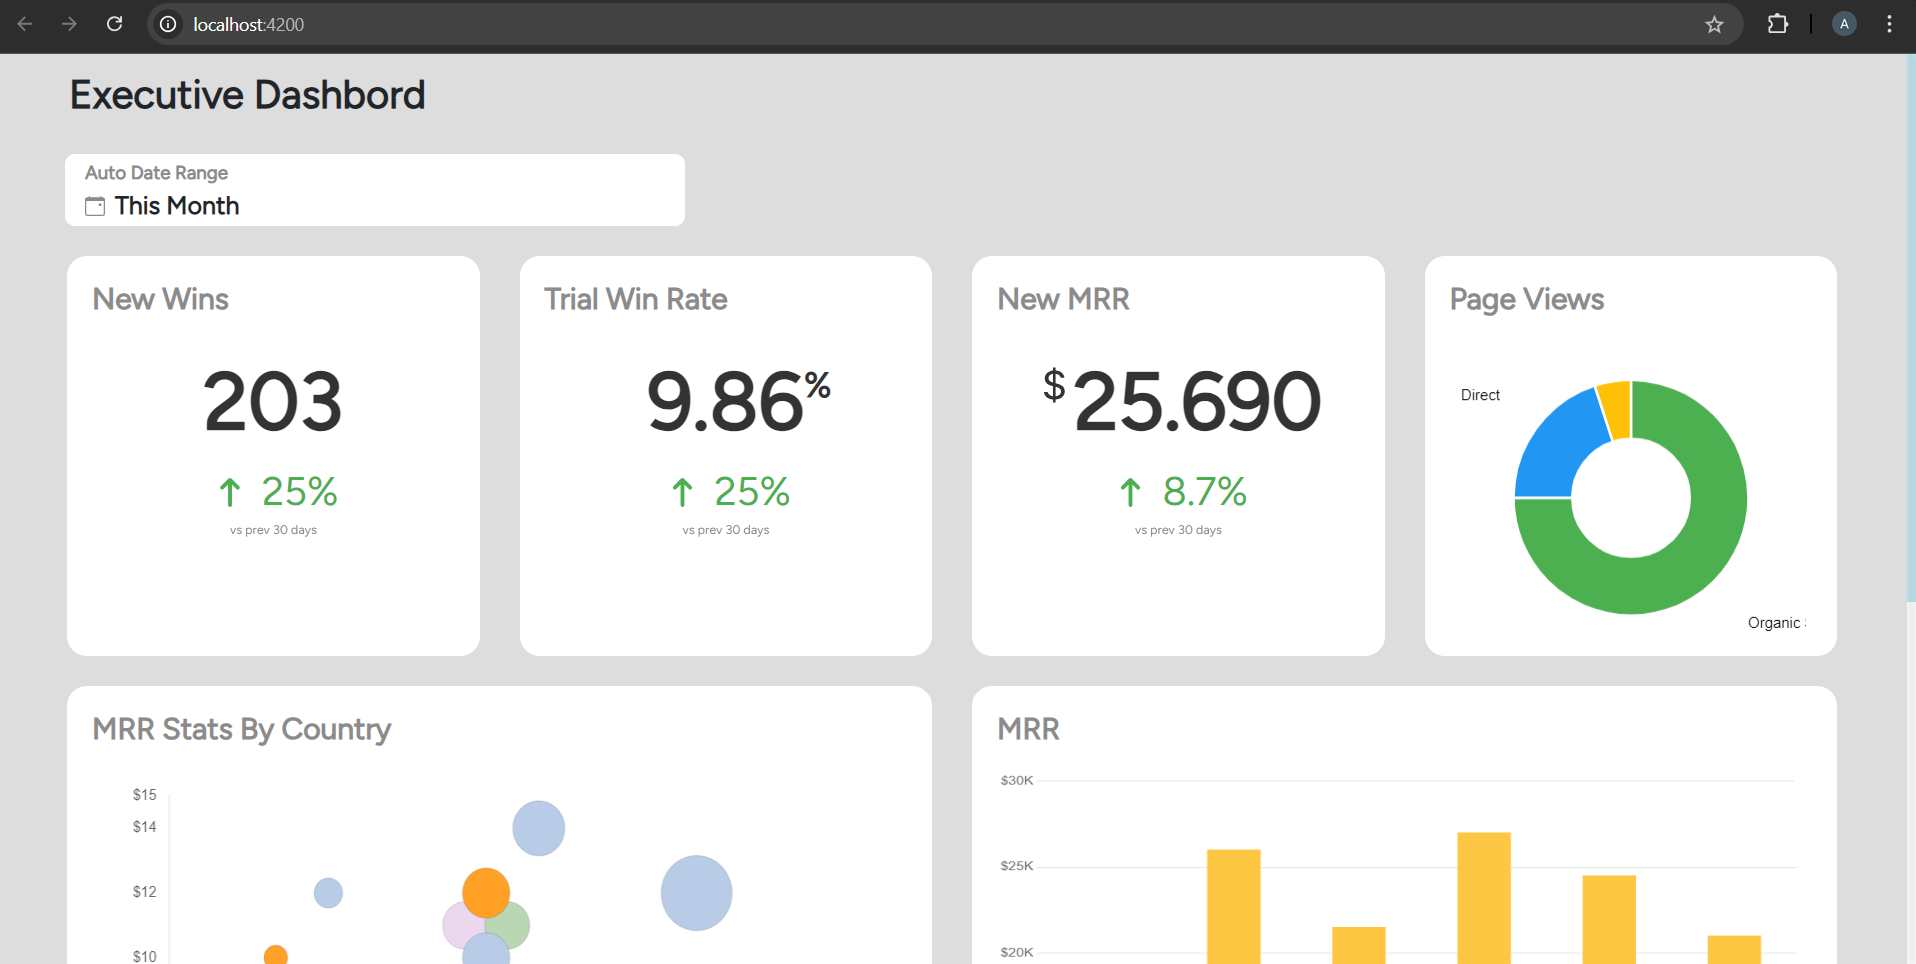 localhost:4200
A
Executive Dashbord
Auto Date Range
This Month
New Wins
203
↑ 25%
vs prev 30 days
Trial Win Rate
9.86%
↑ 25%
vs prev 30 days
New MRR
$25.690
↑ 8.7%
vs prev 30 days
Page Views
Direct
Organic
MRR Stats By Country
$15
$14
$12
$10
MRR
$30K
$25K
$20K